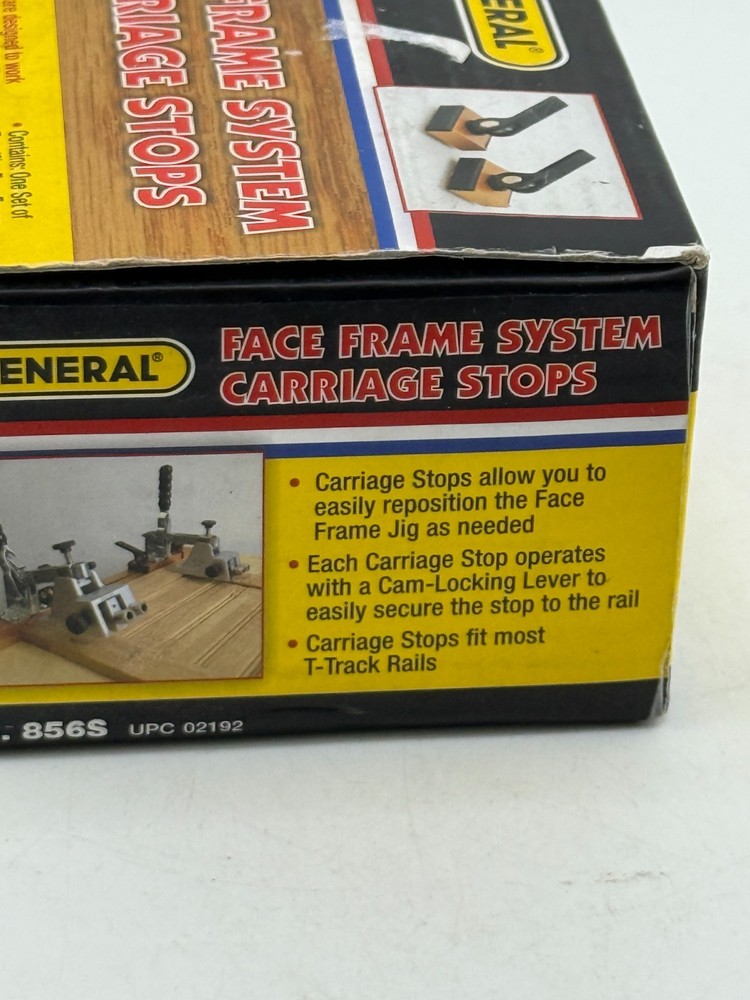 are designed to work
• Contains: One Set of
FRAME SYSTEM
RIAGE STOPS
ERAL®
ENERAL®
FACE FRAME SYSTEM
CARRIAGE STOPS
• Carriage Stops allow you to
easily reposition the Face
Frame Jig as needed
• Each Carriage Stop operates
with a Cam-Locking Lever to
easily secure the stop to the rail
• Carriage Stops fit most
T-Track Rails
. 856S UPC 02192